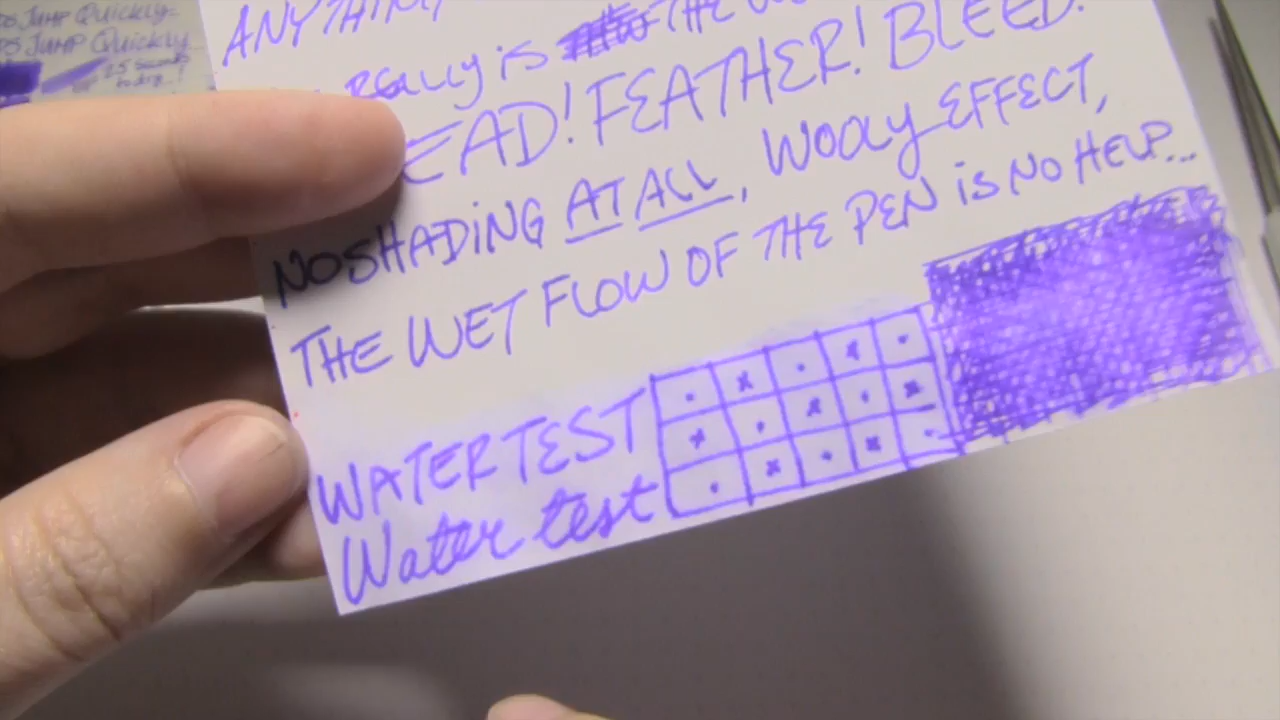 JUMP Quickly
JUMP Quickly
ANYTHING
REALLY is THE
EAD! FEATHER! BLEED!
NO SHADING AT ALL, WOOLY EFFECT,
THE WET FLOW OF THE PEN is NO HELP...
WATER TEST
Water test